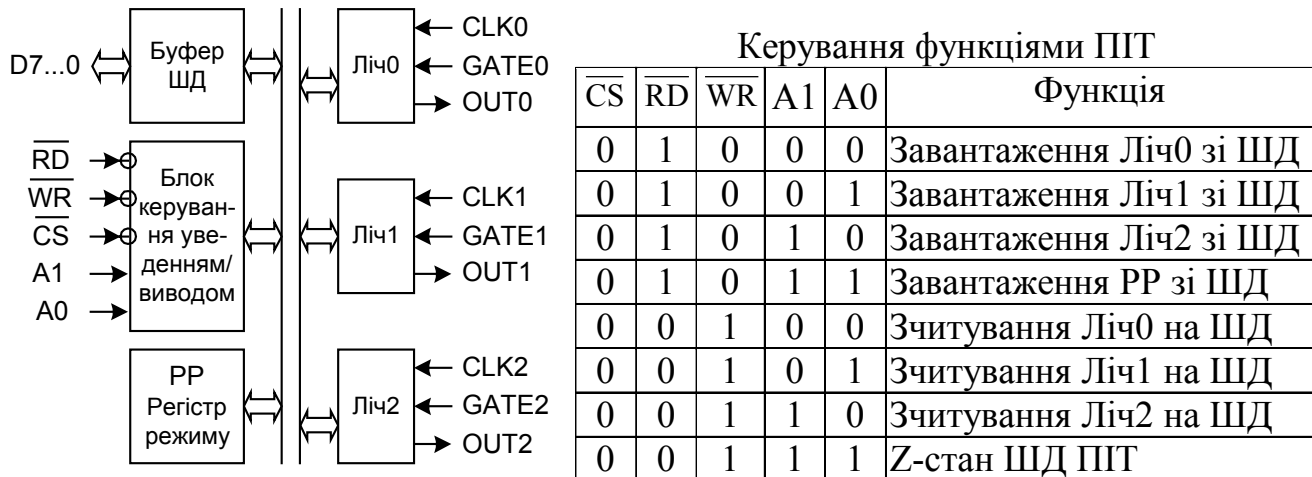 D7...0
Буфер
ШД
RD
WR
CS
A1
A0
Блок
керуван-
ня уве-
денням/
виводом
РР
Регістр
режиму
Ліч0
CLK0
GATE0
OUT0
Ліч1
CLK1
GATE1
OUT1
Ліч2
CLK2
GATE2
OUT2
Керування функціями ПІТ
CS RD WR A1 A0 Функція
0 1 0 0 0 Завантаження Ліч0 зі ШД
0 1 0 0 1 Завантаження Ліч1 зі ШД
0 1 0 1 0 Завантаження Ліч2 зі ШД
0 1 0 1 1 Завантаження РР зі ШД
0 0 1 0 0 Зчитування Ліч0 на ШД
0 0 1 0 1 Зчитування Ліч1 на ШД
0 0 1 1 0 Зчитування Ліч2 на ШД
0 0 1 1 1 Z-стан ШД ПІТ